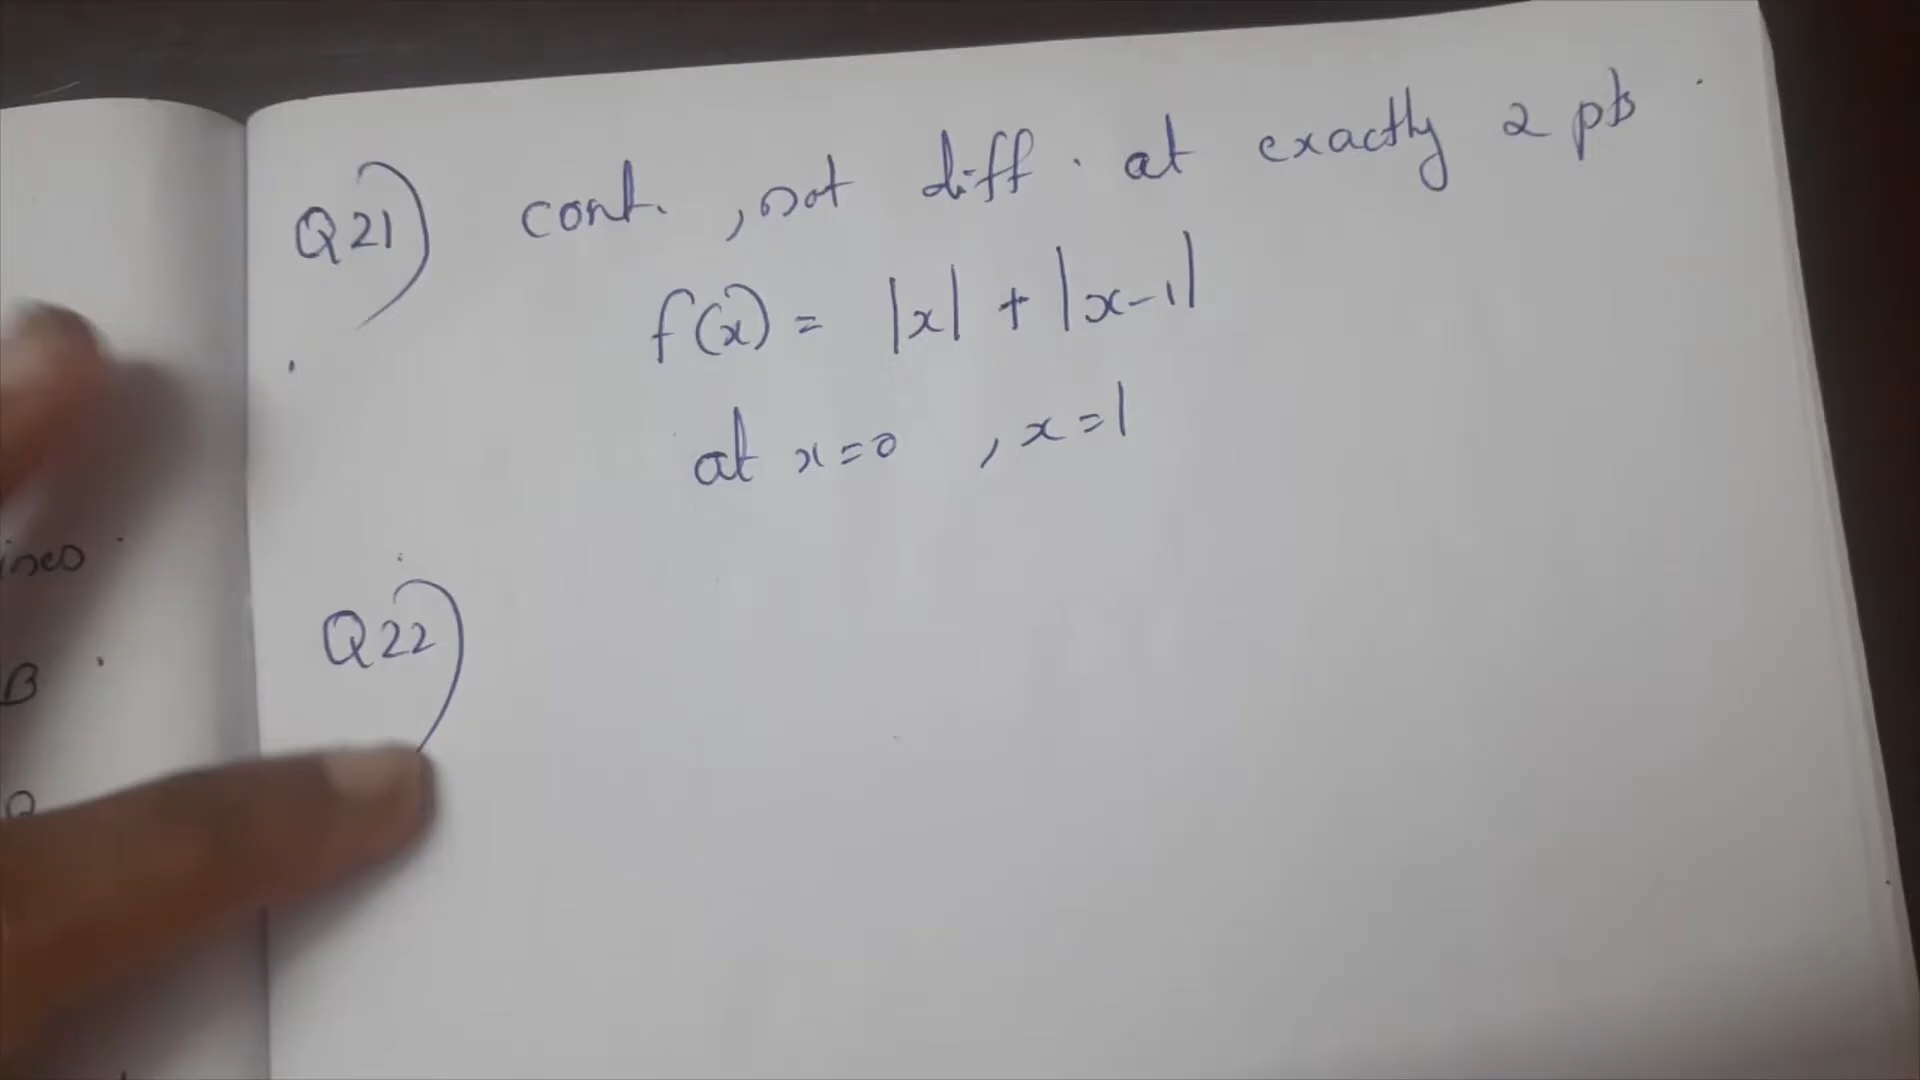 Q21) cont. , not diff. at exactly 2 pts.
f(x) = |x| + |x-1|
at x=0 , x=1
Q22)
B